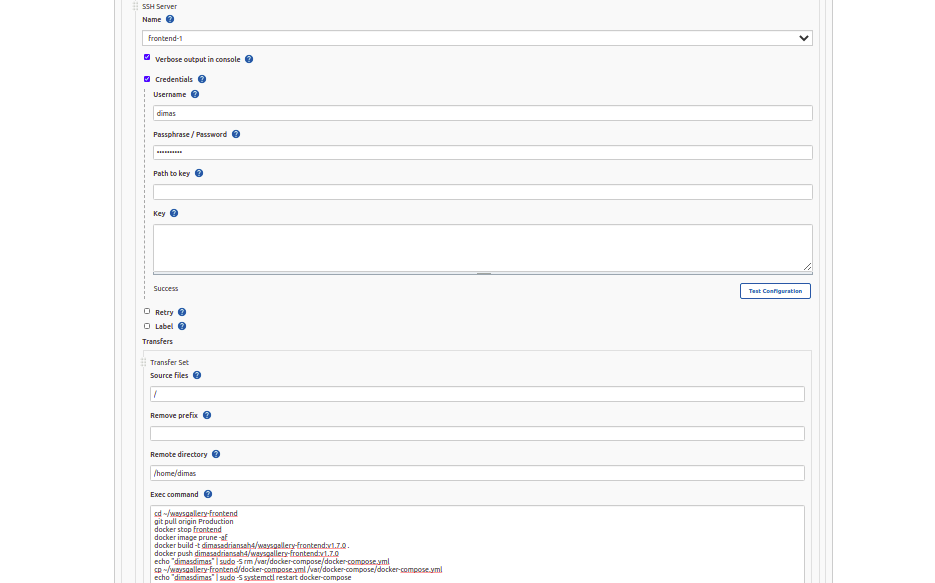 SSH Server
Name ?
frontend-1
Verbose output in console ?
Credentials ?
Username ?
dimas
Passphrase / Password ?
••••••••••
Path to key ?
Key ?
Success
Test Configuration
Retry ?
Label ?
Transfers
Transfer Set
Source files ?
/
Remove prefix ?
Remote directory ?
/home/dimas
Exec command ?
cd ~/waysgallery-frontend
git pull origin Production
docker stop frontend
docker image prune -af
docker build -t dimasadriansah4/waysgallery-frontend:v1.7.0 .
docker push dimasadriansah4/waysgallery-frontend:v1.7.0
echo "dimasdimas" | sudo -S rm /var/docker-compose/docker-compose.yml
cp ~/waysgallery-frontend/docker-compose.yml /var/docker-compose/docker-compose.yml
echo "dimasdimas" | sudo -S systemctl restart docker-compose